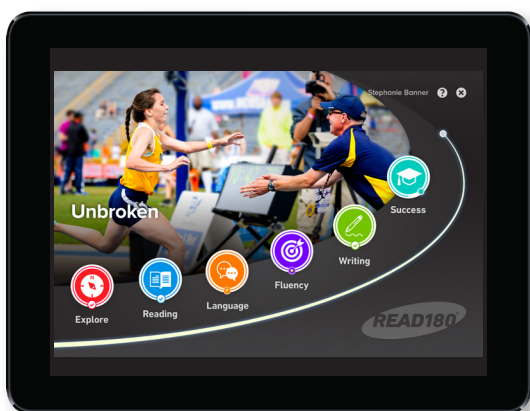 Stephanie Banner ?
Unbroken
Success
Writing
Fluency
Language
Reading
Explore
READ180